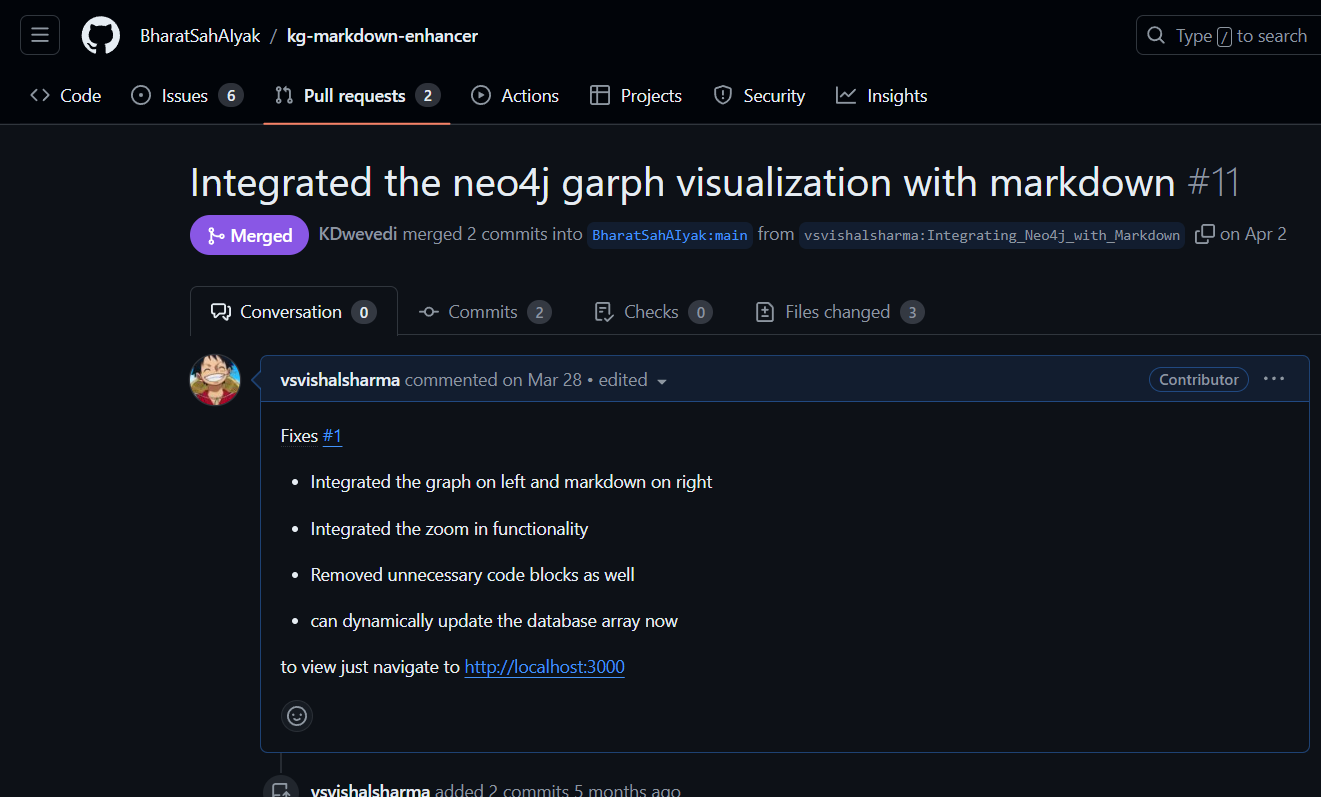 BharatSahAIyak / kg-markdown-enhancer
Type / to search
Code Issues 6 Pull requests 2 Actions Projects Security Insights
Integrated the neo4j garph visualization with markdown #11
Merged KDwevedi merged 2 commits into BharatSahAIyak:main from vsvishalsharma:Integrating_Neo4j_with_Markdown on Apr 2
Conversation 0 Commits 2 Checks 0 Files changed 3
vsvishalsharma commented on Mar 28 • edited
Contributor
Fixes #1
• Integrated the graph on left and markdown on right
• Integrated the zoom in functionality
• Removed unnecessary code blocks as well
• can dynamically update the database array now
to view just navigate to http://localhost:3000
vsvishalsharma added 2 commits 5 months ago